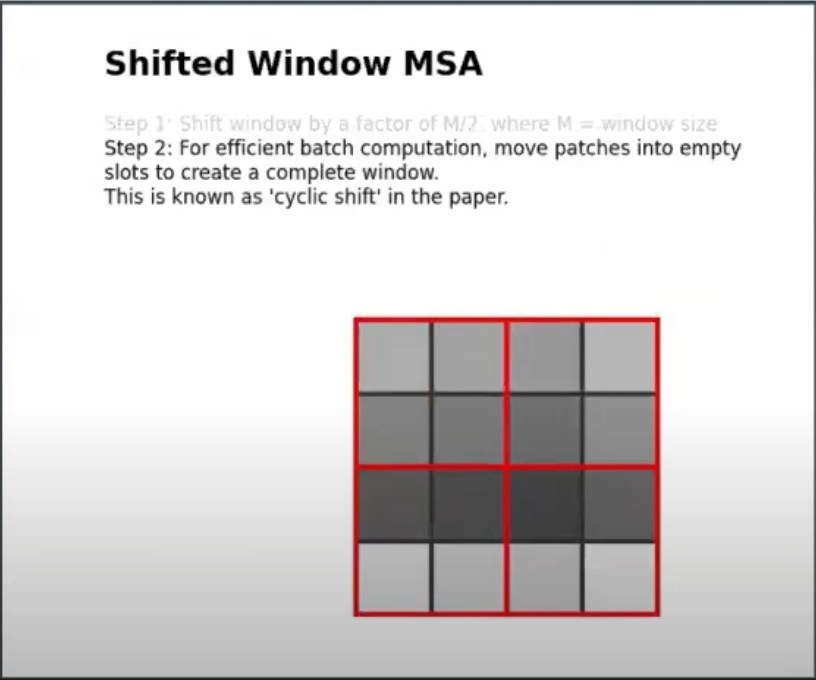 Shifted Window MSA
Step 1: Shift window by a factor of M/2, where M = window size
Step 2: For efficient batch computation, move patches into empty
slots to create a complete window.
This is known as 'cyclic shift' in the paper.